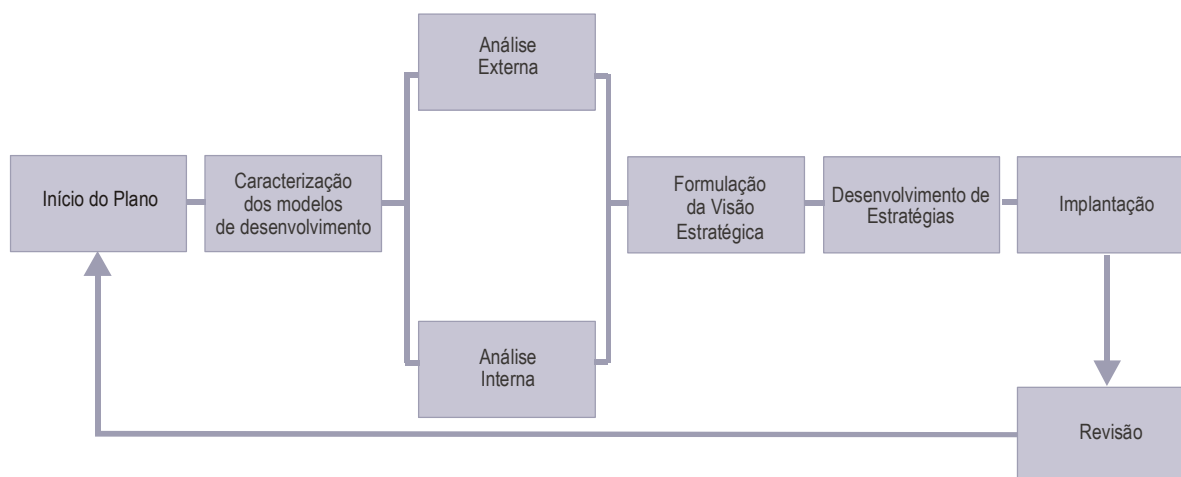 Análise
Externa
Início do Plano
Caracterização
dos modelos
de desenvolvimento
Formulação
da Visão
Estratégica
Desenvolvimento de
Estratégias
Implantação
Análise
Interna
Revisão